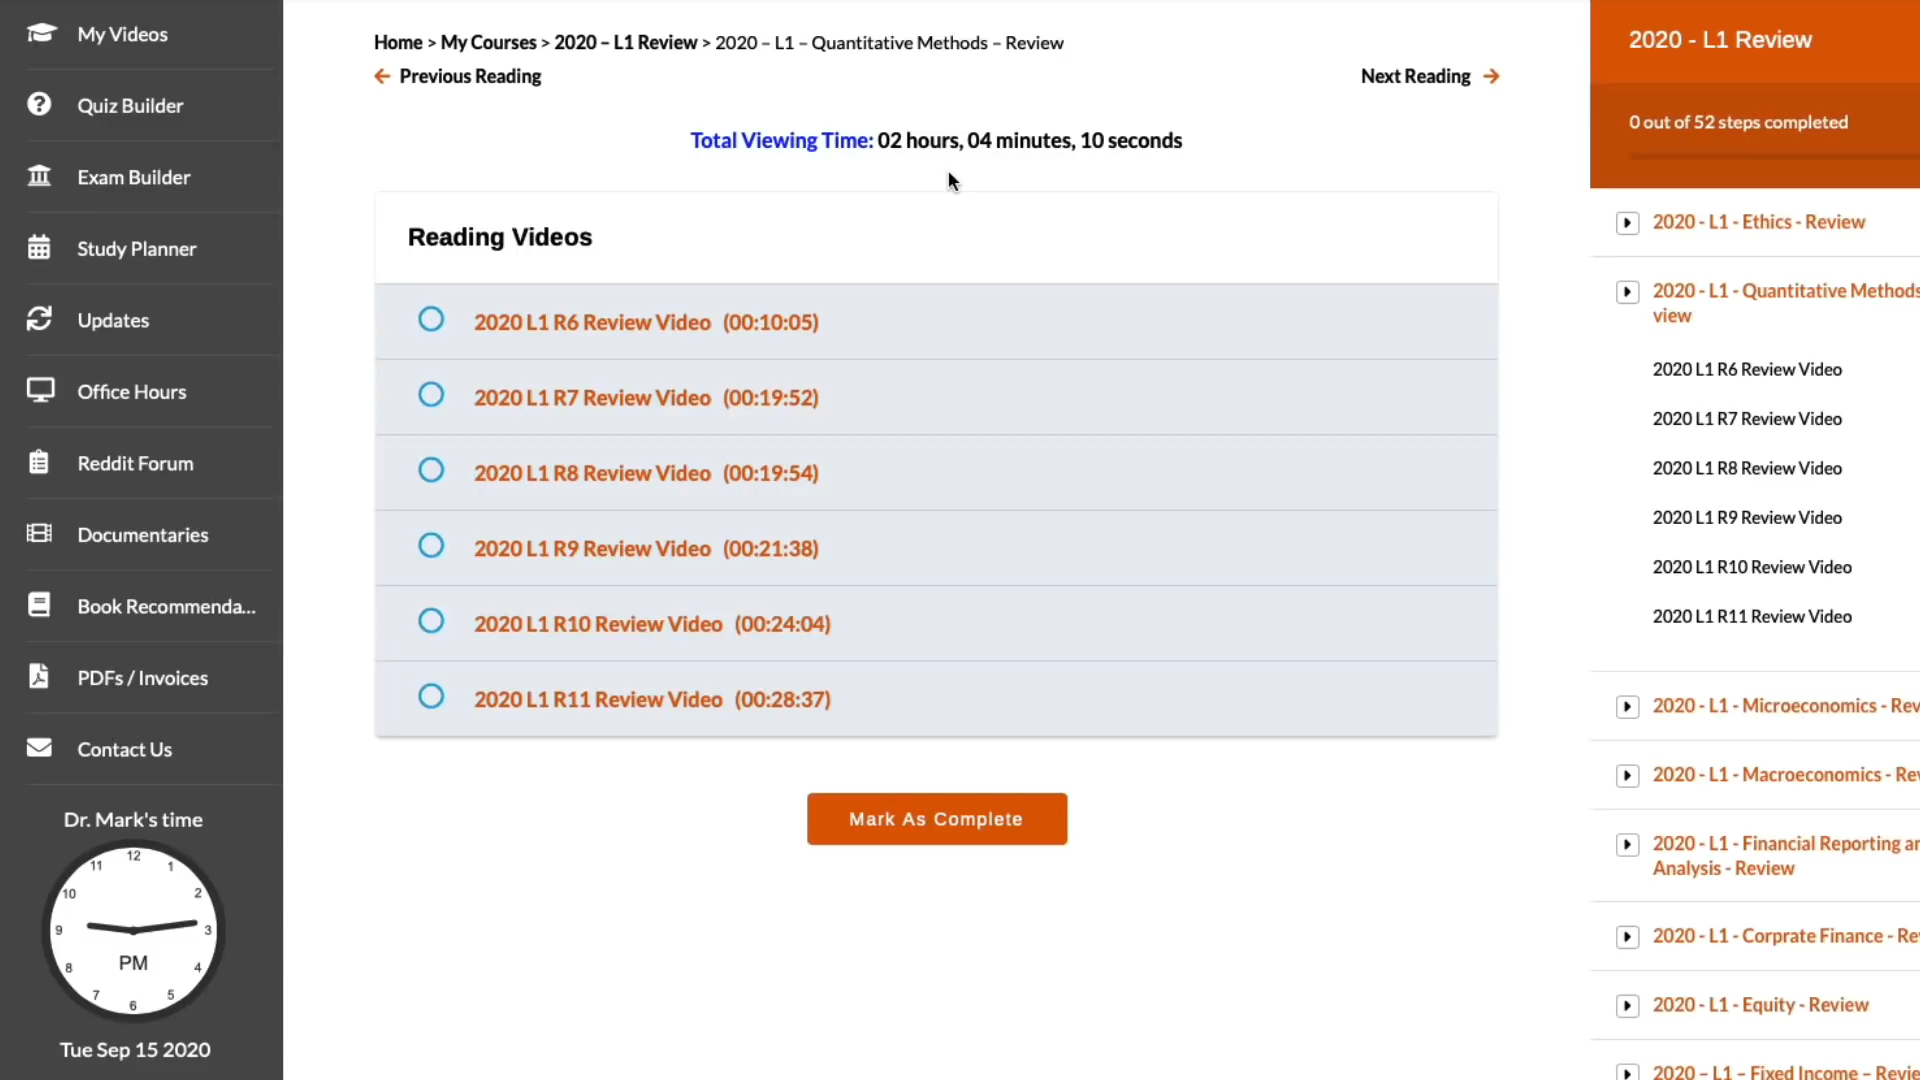 My Videos
Quiz Builder
Exam Builder
Study Planner
Updates
Office Hours
Reddit Forum
Documentaries
Book Recommenda...
PDFs / Invoices
Contact Us
Dr. Mark's time
12
11 1
10 2
9 3
PM
8 4
7 5
6
Tue Sep 15 2020
Home > My Courses > 2020 – L1 Review > 2020 – L1 – Quantitative Methods – Review
← Previous Reading
Next Reading →
Total Viewing Time: 02 hours, 04 minutes, 10 seconds
Reading Videos
2020 L1 R6 Review Video (00:10:05)
2020 L1 R7 Review Video (00:19:52)
2020 L1 R8 Review Video (00:19:54)
2020 L1 R9 Review Video (00:21:38)
2020 L1 R10 Review Video (00:24:04)
2020 L1 R11 Review Video (00:28:37)
Mark As Complete
2020 - L1 Review
0 out of 52 steps completed
2020 - L1 - Ethics - Review
2020 - L1 - Quantitative Methods
view
2020 L1 R6 Review Video
2020 L1 R7 Review Video
2020 L1 R8 Review Video
2020 L1 R9 Review Video
2020 L1 R10 Review Video
2020 L1 R11 Review Video
2020 - L1 - Microeconomics - Rev
2020 - L1 - Macroeconomics - Re
2020 - L1 - Financial Reporting an
Analysis - Review
2020 - L1 - Corprate Finance - Re
2020 - L1 - Equity - Review
2020 – L1 – Fixed Income – Revie